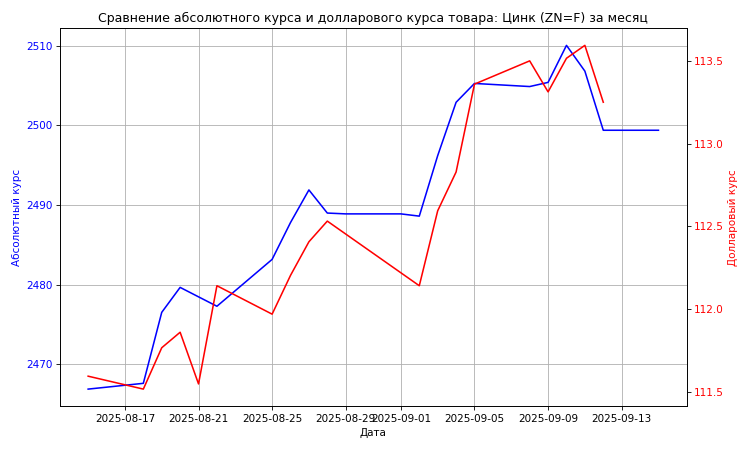 Сравнение абсолютного курса и долларового курса товара: Цинк (ZN=F) за месяц
Абсолютный курс
2510
2500
2490
2480
2470
113.5
113.0
112.5
112.0
111.5
Долларовый курс
2025-08-17 2025-08-21 2025-08-25 2025-08-29 2025-09-01 2025-09-05 2025-09-09 2025-09-13
Дата